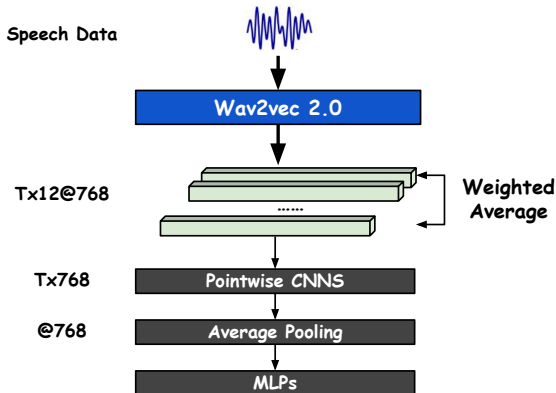 Speech Data
Wav2vec 2.0
Tx12@768
......
Weighted
Average
Tx768
Pointwise CNNS
@768
Average Pooling
MLPs